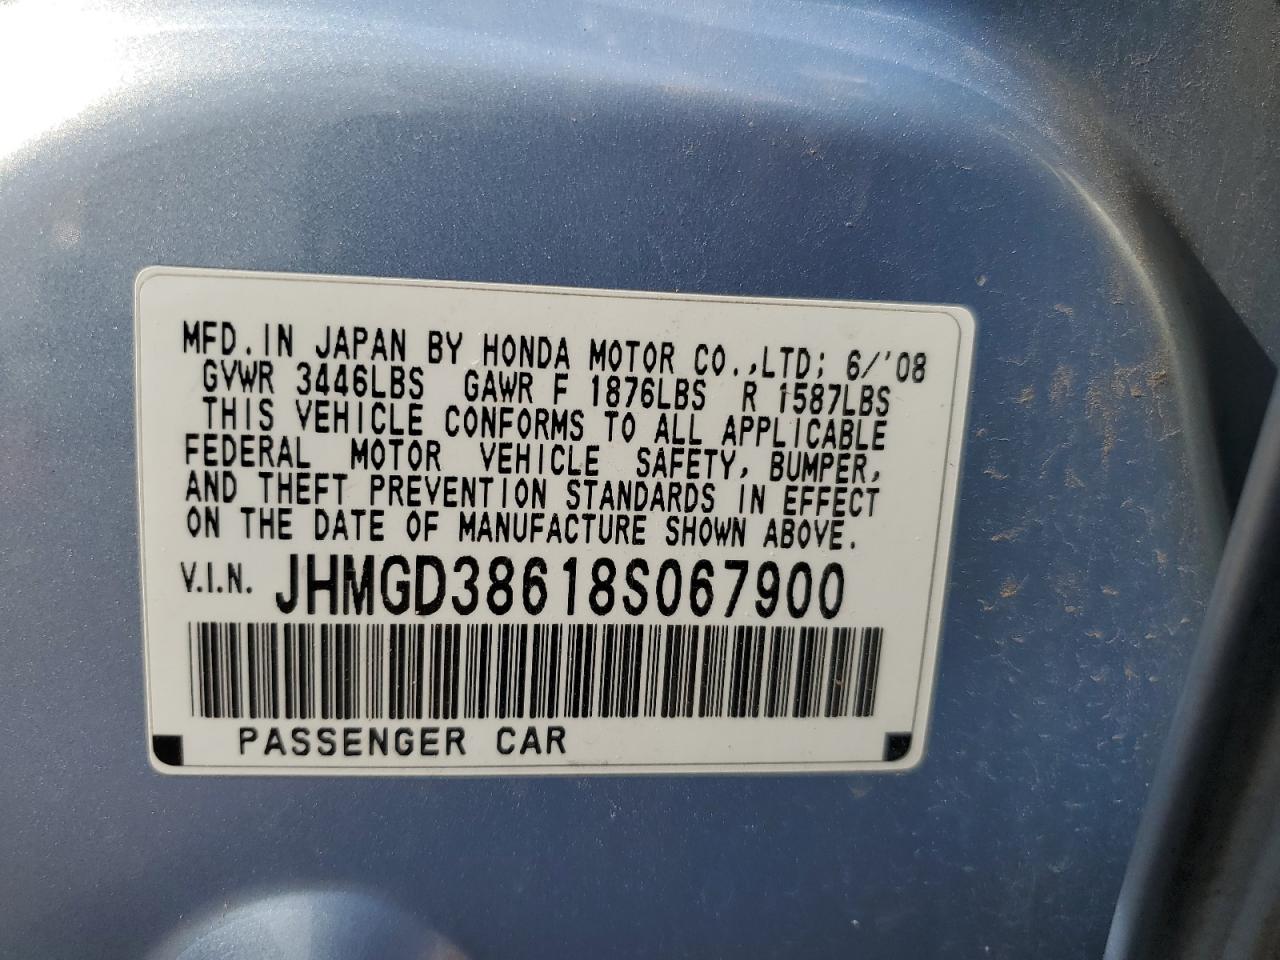 MFD. IN JAPAN BY HONDA MOTOR CO.,LTD; 6/'08
GVWR 3446LBS GAWR F 1876LBS R 1587LBS
THIS VEHICLE CONFORMS TO ALL APPLICABLE
FEDERAL MOTOR VEHICLE SAFETY, BUMPER,
AND THEFT PREVENTION STANDARDS IN EFFECT
ON THE DATE OF MANUFACTURE SHOWN ABOVE.
V.I.N. JHMGD38618S067900
PASSENGER CAR